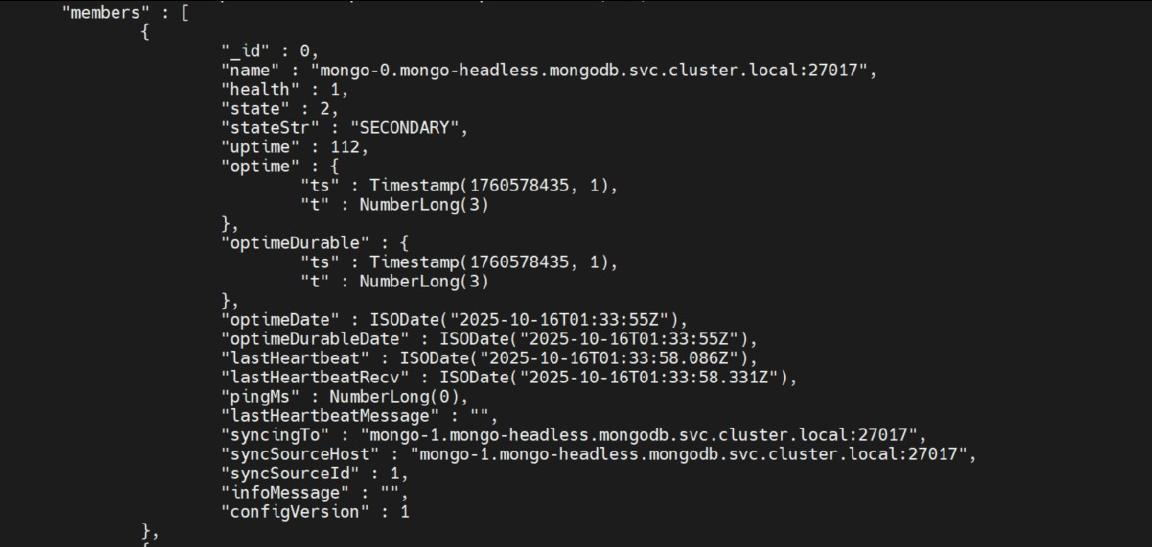 "members" : [
{
"_id" : 0,
"name" : "mongo-0.mongo-headless.mongodb.svc.cluster.local:27017",
"health" : 1,
"state" : 2,
"stateStr" : "SECONDARY",
"uptime" : 112,
"optime" : {
"ts" : Timestamp(1760578435, 1),
"t" : NumberLong(3)
},
"optimeDurable" : {
"ts" : Timestamp(1760578435, 1),
"t" : NumberLong(3)
},
"optimeDate" : ISODate("2025-10-16T01:33:55Z"),
"optimeDurableDate" : ISODate("2025-10-16T01:33:55Z"),
"lastHeartbeat" : ISODate("2025-10-16T01:33:58.086Z"),
"lastHeartbeatRecv" : ISODate("2025-10-16T01:33:58.331Z"),
"pingMs" : NumberLong(0),
"lastHeartbeatMessage" : "",
"syncingTo" : "mongo-1.mongo-headless.mongodb.svc.cluster.local:27017",
"syncSourceHost" : "mongo-1.mongo-headless.mongodb.svc.cluster.local:27017",
"syncSourceId" : 1,
"infoMessage" : "",
"configVersion" : 1
},